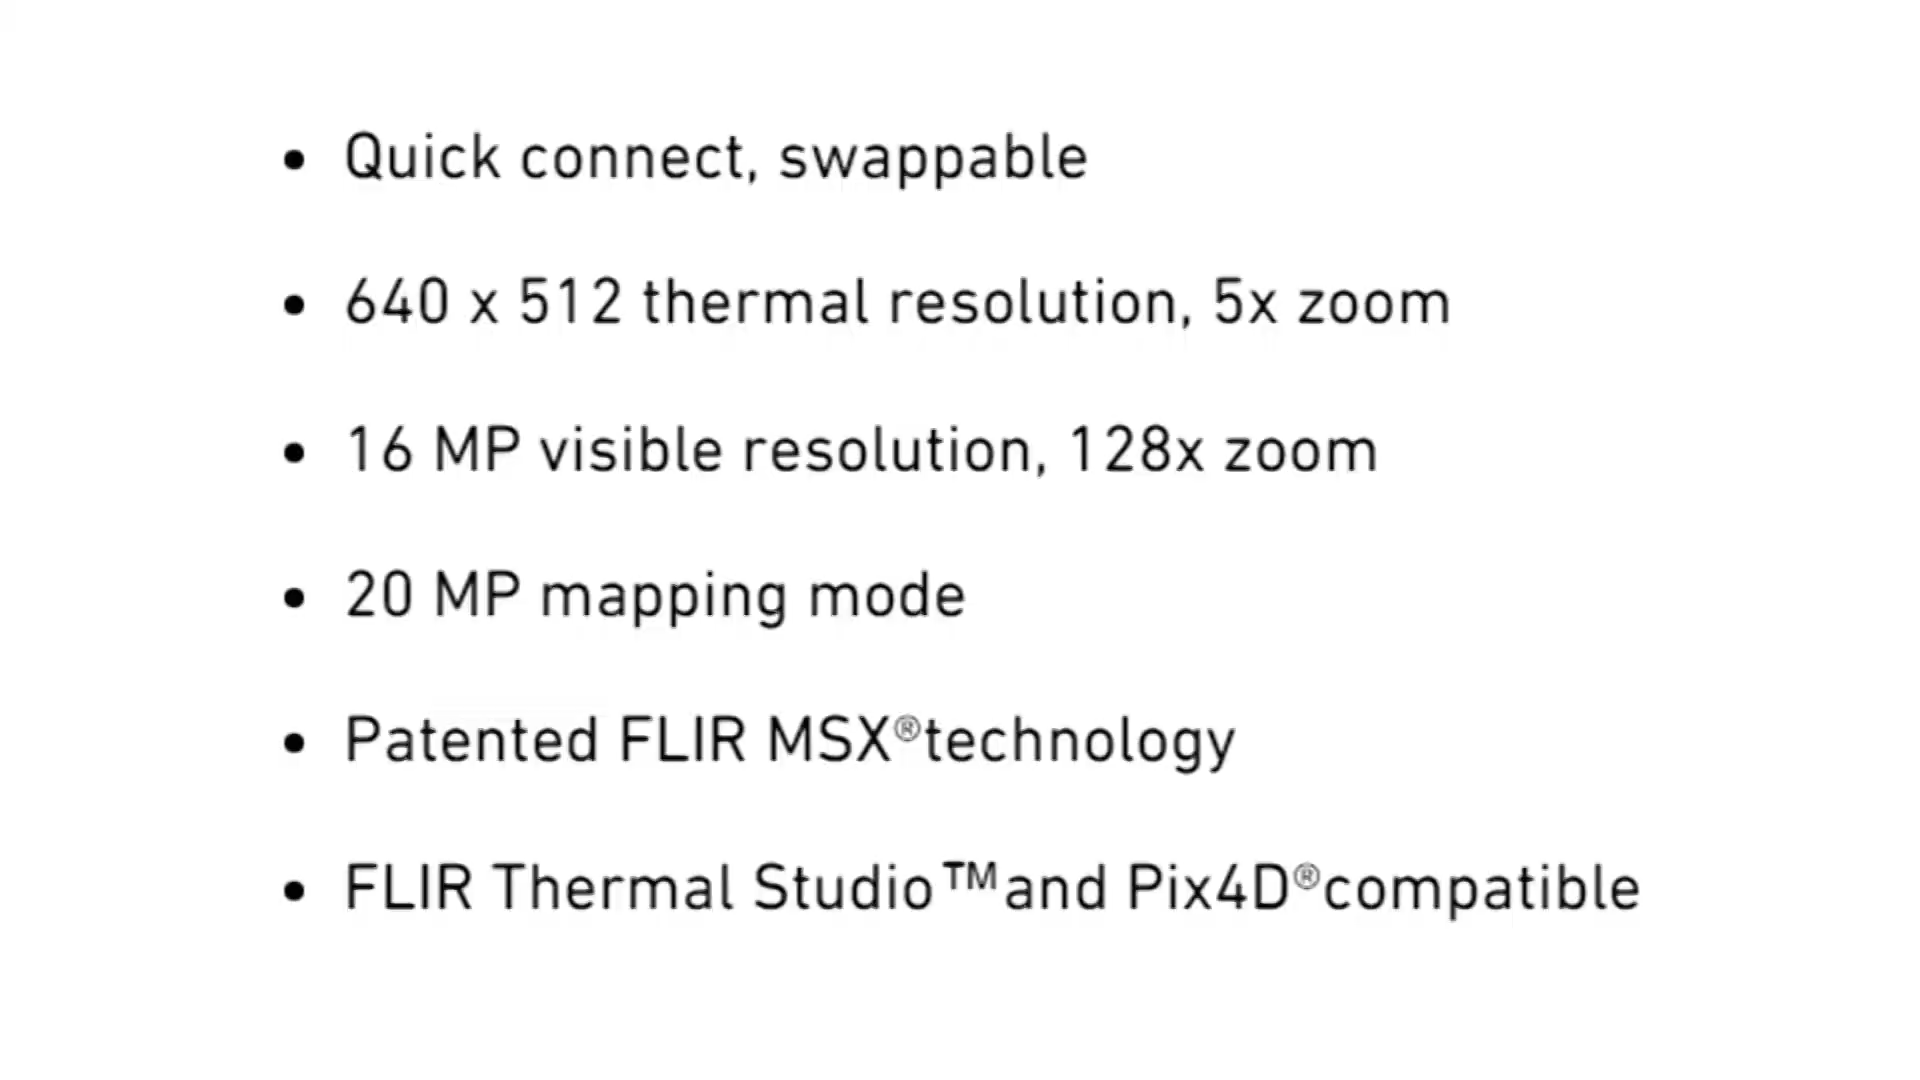 • Quick connect, swappable
• 640 x 512 thermal resolution, 5x zoom
• 16 MP visible resolution, 128x zoom
• 20 MP mapping mode
• Patented FLIR MSX®technology
• FLIR Thermal Studio™and Pix4D®compatible